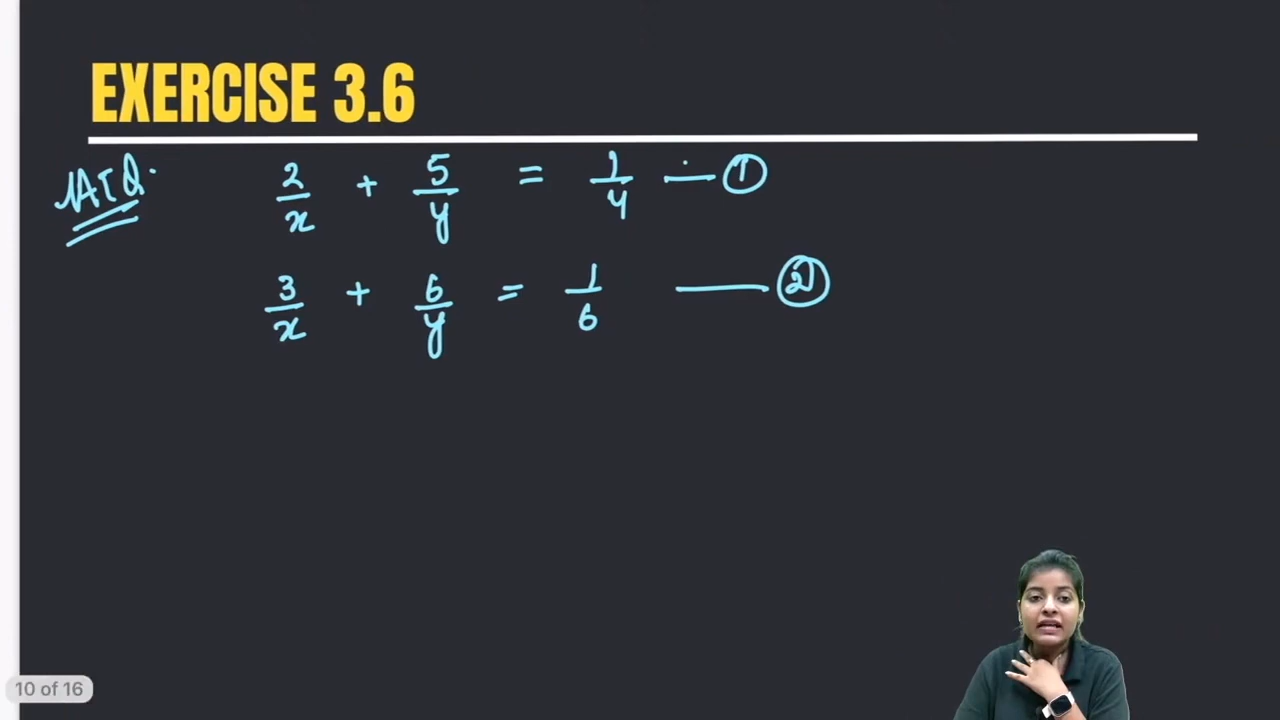 EXERCISE 3.6
ATQ. 2/x + 5/y = 1/4 — ①
3/x + 6/y = 1/6 — ②
10 of 16